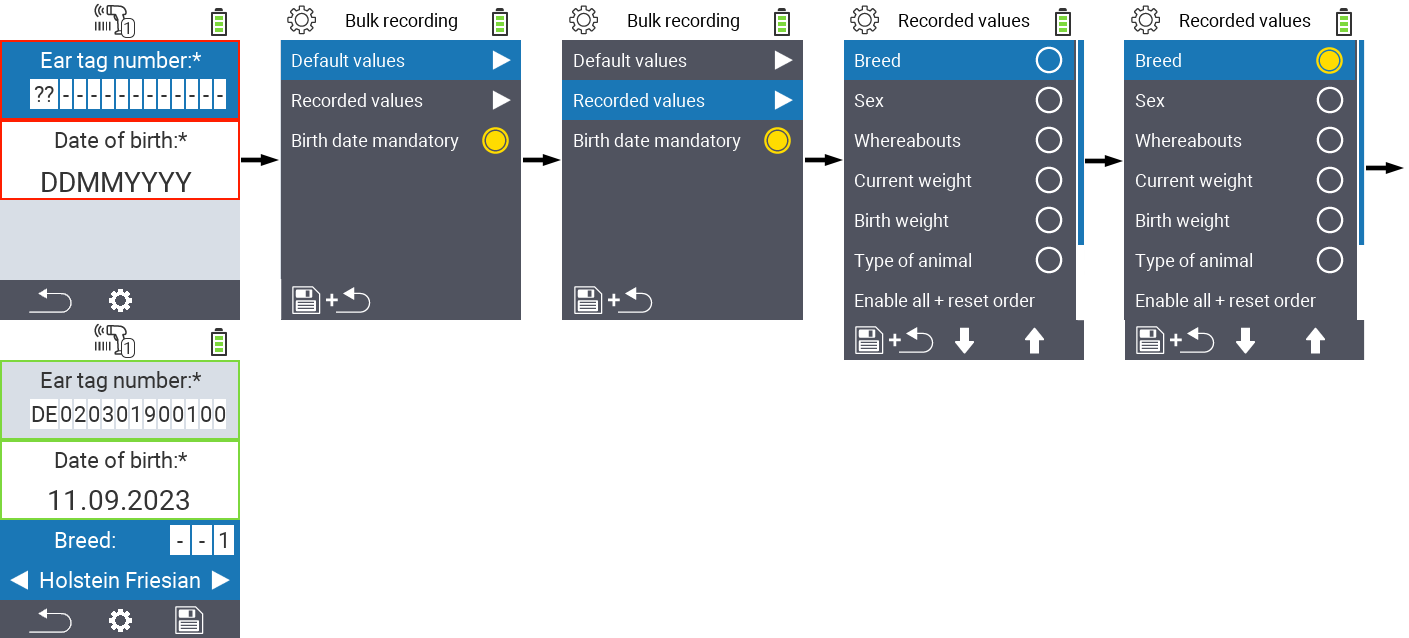 1
Ear tag number:*
??------------
Date of birth:*
DDMMYYYY
Bulk recording
Default values
Recorded values
Birth date mandatory
+
Bulk recording
Default values
Recorded values
Birth date mandatory
+
Recorded values
Breed
Sex
Whereabouts
Current weight
Birth weight
Type of animal
Enable all + reset order
+
Recorded values
Breed
Sex
Whereabouts
Current weight
Birth weight
Type of animal
Enable all + reset order
+
1
Ear tag number:*
DE020301900100
Date of birth:*
11.09.2023
Breed: --1
Holstein Friesian